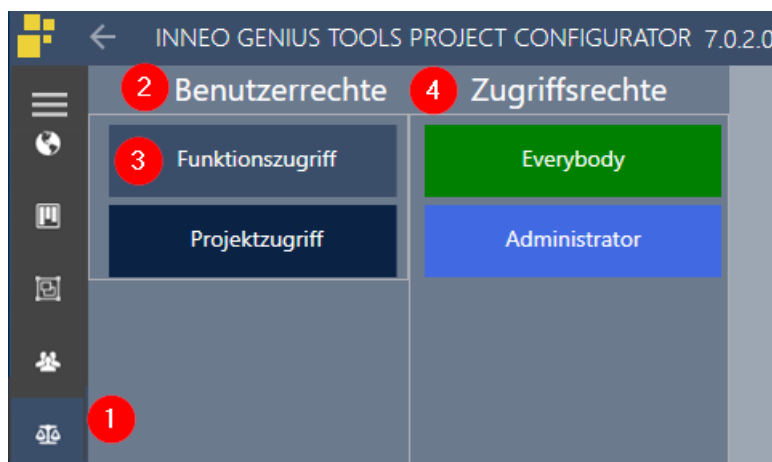 INNEO GENIUS TOOLS PROJECT CONFIGURATOR 7.0.2.0
2 Benutzerrechte 4 Zugriffsrechte
3 Funktionszugriff Everybody
Projektzugriff Administrator
1